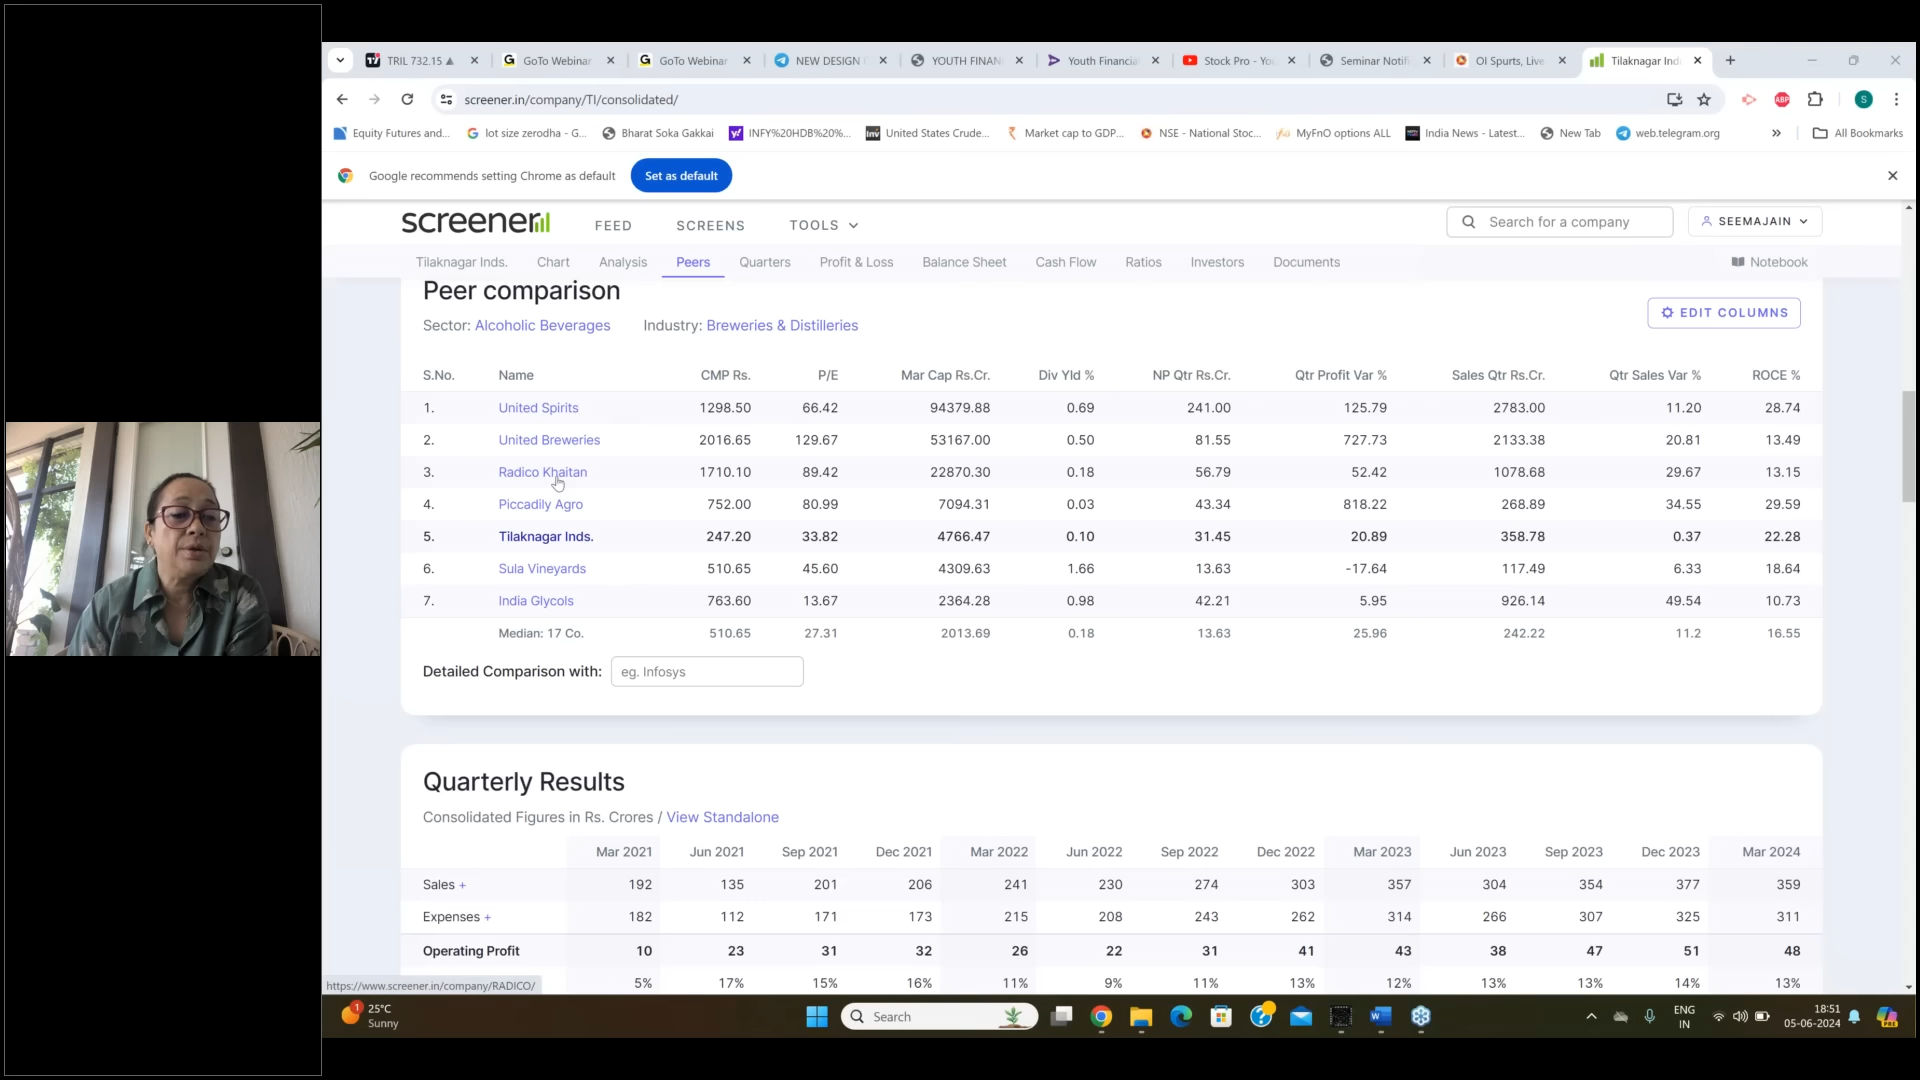 TRIL 732.15 ▲
GoTo Webinar
GoTo Webinar
NEW DESIGN
YOUTH FINAN
Youth Financia
Stock Pro - Yo
Seminar Notifi
OI Spurts, Live
Tilaknagar Ind
screener.in/company/TI/consolidated/
ABP
S
Equity Futures and...
lot size zerodha - G...
Bharat Soka Gakkai
INFY%20HDB%20%...
United States Crude...
Market cap to GDP...
NSE - National Stoc...
MyFnO options ALL
India News - Latest...
New Tab
web.telegram.org
»
All Bookmarks
Google recommends setting Chrome as default
Set as default
screener
FEED
SCREENS
TOOLS
Search for a company
SEEMAJAIN
Tilaknagar Inds.
Chart
Analysis
Peers
Quarters
Profit & Loss
Balance Sheet
Cash Flow
Ratios
Investors
Documents
Notebook
Peer comparison
Sector: Alcoholic Beverages Industry: Breweries & Distilleries
EDIT COLUMNS
S.No. Name CMP Rs. P/E Mar Cap Rs.Cr. Div Yld % NP Qtr Rs.Cr. Qtr Profit Var % Sales Qtr Rs.Cr. Qtr Sales Var % ROCE %
1. United Spirits 1298.50 66.42 94379.88 0.69 241.00 125.79 2783.00 11.20 28.74
2. United Breweries 2016.65 129.67 53167.00 0.50 81.55 727.73 2133.38 20.81 13.49
3. Radico Khaitan 1710.10 89.42 22870.30 0.18 56.79 52.42 1078.68 29.67 13.15
4. Piccadily Agro 752.00 80.99 7094.31 0.03 43.34 818.22 268.89 34.55 29.59
5. Tilaknagar Inds. 247.20 33.82 4766.47 0.10 31.45 20.89 358.78 0.37 22.28
6. Sula Vineyards 510.65 45.60 4309.63 1.66 13.63 -17.64 117.49 6.33 18.64
7. India Glycols 763.60 13.67 2364.28 0.98 42.21 5.95 926.14 49.54 10.73
Median: 17 Co. 510.65 27.31 2013.69 0.18 13.63 25.96 242.22 11.2 16.55
Detailed Comparison with: eg. Infosys
Quarterly Results
Consolidated Figures in Rs. Crores / View Standalone
Mar 2021 Jun 2021 Sep 2021 Dec 2021 Mar 2022 Jun 2022 Sep 2022 Dec 2022 Mar 2023 Jun 2023 Sep 2023 Dec 2023 Mar 2024
Sales + 192 135 201 206 241 230 274 303 357 304 354 377 359
Expenses + 182 112 171 173 215 208 243 262 314 266 307 325 311
Operating Profit 10 23 31 32 26 22 31 41 43 38 47 51 48
5% 17% 15% 16% 11% 9% 11% 13% 12% 13% 13% 14% 13%
https://www.screener.in/company/RADICO/
1
25°C
Sunny
Search
ENG
IN
18:51
05-06-2024